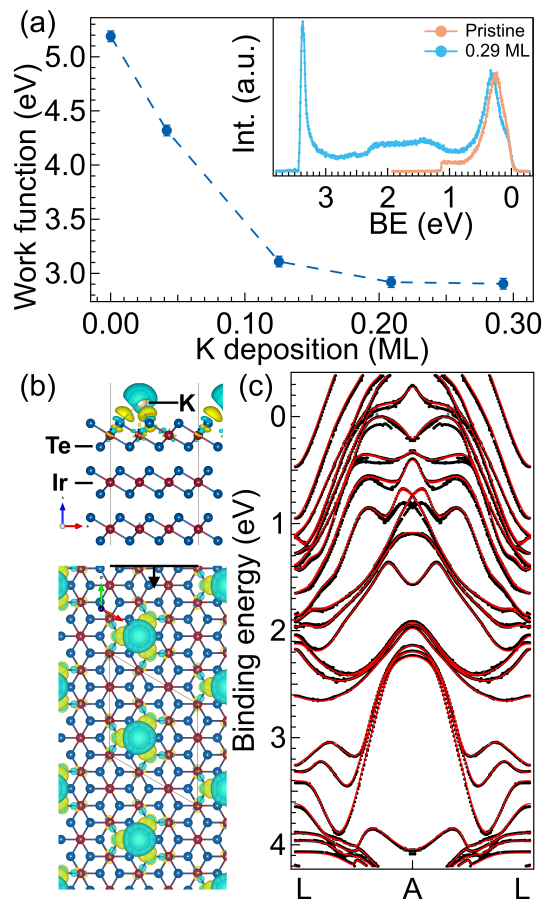 (a)
Work function (eV)
5.0
4.5
4.0
3.5
3.0
0.00 0.10 0.20 0.30
K deposition (ML)
Int. (a.u.)
Pristine
0.29 ML
3 2 1 0
BE (eV)
(b)
K
Te
Ir
(c)
Binding energy (eV)
0
1
2
3
4
L A L